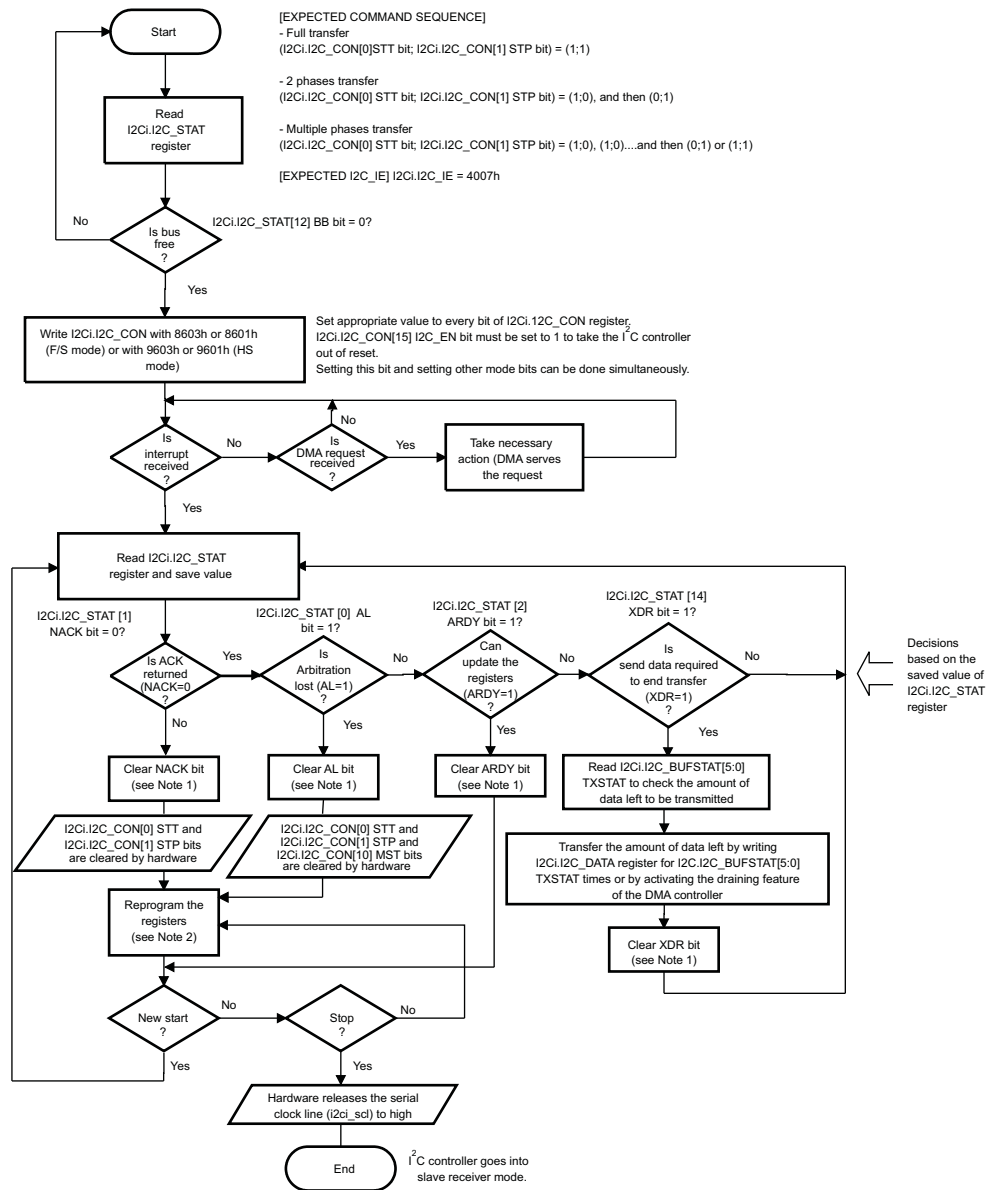 Start
[EXPECTED COMMAND SEQUENCE]
- Full transfer
(I2Ci.I2C_CON[0]STT bit; I2Ci.I2C_CON[1] STP bit) = (1;1)
- 2 phases transfer
(I2Ci.I2C_CON[0] STT bit; I2Ci.I2C_CON[1] STP bit) = (1;0), and then (0;1)
- Multiple phases transfer
(I2Ci.I2C_CON[0] STT bit; I2Ci.I2C_CON[1] STP bit) = (1;0), (1;0)....and then (0;1) or (1;1)
[EXPECTED I2C_IE] I2Ci.I2C_IE = 4007h
Read
I2Ci.I2C_STAT
register
No
I2Ci.I2C_STAT[12] BB bit = 0?
Is bus
free
?
Yes
Write I2Ci.I2C_CON with 8603h or 8601h
(F/S mode) or with 9603h or 9601h (HS
mode)
Set appropriate value to every bit of I2Ci.12C_CON register.
I2Ci.I2C_CON[15] I2C_EN bit must be set to 1 to take the I2C controller
out of reset.
Setting this bit and setting other mode bits can be done simultaneously.
Is
interrupt
received
?
No
No
Is
DMA request
received
?
Yes
Take necessary
action (DMA serves
the request
Yes
Read I2Ci.I2C_STAT
register and save value
I2Ci.I2C_STAT [1]
NACK bit = 0?
I2Ci.I2C_STAT [0] AL
bit = 1?
I2Ci.I2C_STAT [2]
ARDY bit = 1?
I2Ci.I2C_STAT [14]
XDR bit = 1?
Is ACK
returned
(NACK=0
?
Yes
Is
Arbitration
lost (AL=1)
?
No
Can
update the
registers
(ARDY=1)
?
No
Is
send data required
to end transfer
(XDR=1)
?
No
Decisions
based on the
saved value of
I2Ci.I2C_STAT
register
No
Yes
Yes
Yes
Clear NACK bit
(see Note 1)
Clear AL bit
(see Note 1)
Clear ARDY bit
(see Note 1)
Read I2Ci.I2C_BUFSTAT[5:0]
TXSTAT to check the amount of
data left to be transmitted
I2Ci.I2C_CON[0] STT and
I2Ci.I2C_CON[1] STP bits
are cleared by hardware
I2Ci.I2C_CON[0] STT and
I2Ci.I2C_CON[1] STP and
I2Ci.I2C_CON[10] MST bits
are cleared by hardware
Transfer the amount of data left by writing
I2Ci.I2C_DATA register for I2C.I2C_BUFSTAT[5:0]
TXSTAT times or by activating the draining feature
of the DMA controller
Reprogram the
registers
(see Note 2)
Clear XDR bit
(see Note 1)
New start
?
No
Stop
?
No
Yes
Yes
Hardware releases the serial
clock line (i2ci_scl) to high
End
I2C controller goes into
slave receiver mode.